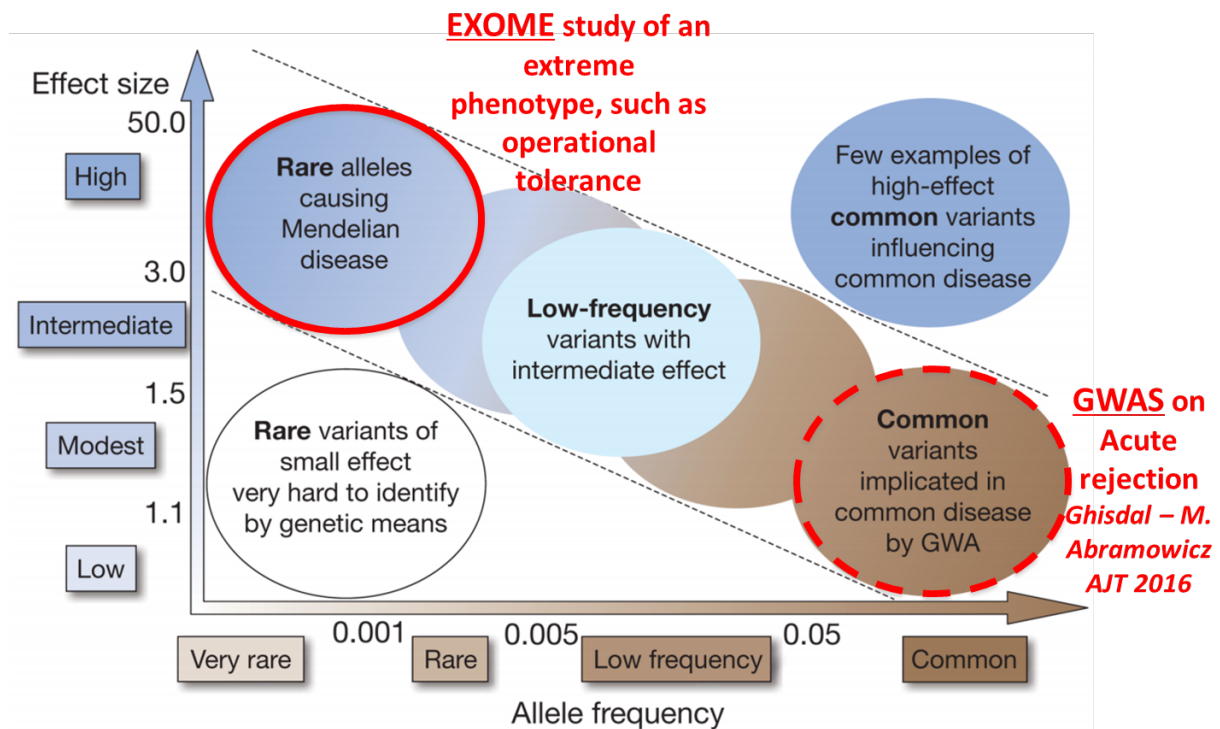 EXOME study of an
extreme
phenotype, such as
operational
tolerance
Effect size
50.0
High
3.0
Intermediate
1.5
Modest
1.1
Low
Rare alleles
causing
Mendelian
disease
Few examples of
high-effect
common variants
influencing
common disease
Low-frequency
variants with
intermediate effect
Rare variants of
small effect
very hard to identify
by genetic means
Common
variants
implicated in
common disease
by GWA
GWAS on
Acute
rejection
Ghisdal – M.
Abramowicz
AJT 2016
0.001
0.005
0.05
Very rare
Rare
Low frequency
Common
Allele frequency